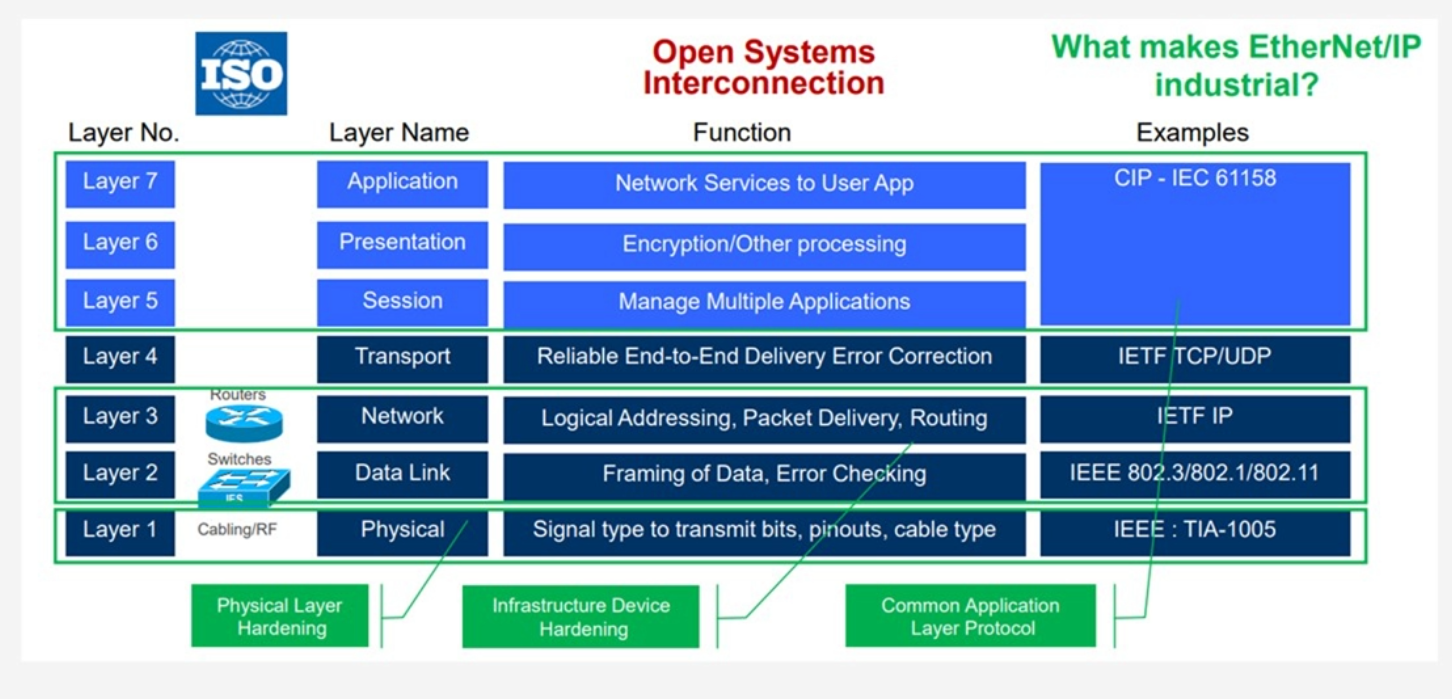 ISO
Open Systems
Interconnection
What makes EtherNet/IP
industrial?
Layer No.
Layer Name
Function
Examples
Layer 7
Application
Network Services to User App
CIP - IEC 61158
Layer 6
Presentation
Encryption/Other processing
Layer 5
Session
Manage Multiple Applications
Layer 4
Transport
Reliable End-to-End Delivery Error Correction
IETF TCP/UDP
Routers
Layer 3
Network
Logical Addressing, Packet Delivery, Routing
IETF IP
Switches
Layer 2
IES
Data Link
Framing of Data, Error Checking
IEEE 802.3/802.1/802.11
Layer 1
Cabling/RF
Physical
Signal type to transmit bits, pinouts, cable type
IEEE : TIA-1005
Physical Layer
Hardening
Infrastructure Device
Hardening
Common Application
Layer Protocol